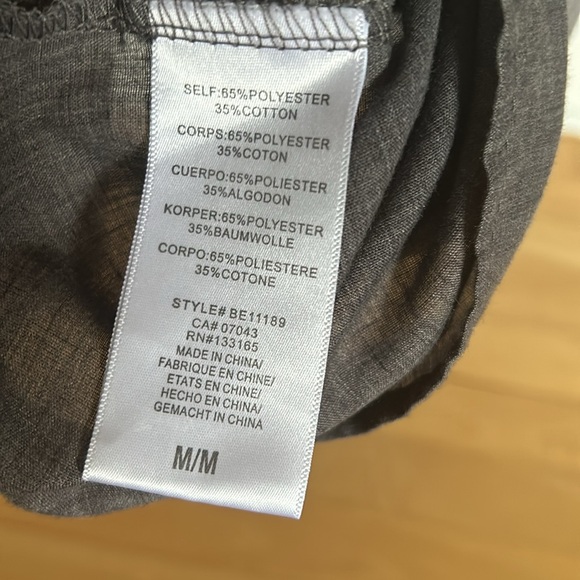 SELF:65%POLYESTER
35%COTTON
CORPS:65%POLYESTER
35%COTON
CUERPO:65%POLIESTER
35%ALGODON
KORPER:65%POLYESTER
35%BAUMWOLLE
CORPO:65%POLIESTERE
35%COTONE
STYLE# BE11189
CA# 07043
RN#133165
MADE IN CHINA/
FABRIQUE EN CHINE/
ETATS EN CHINE/
HECHO EN CHINA/
GEMACHT IN CHINA
M/M